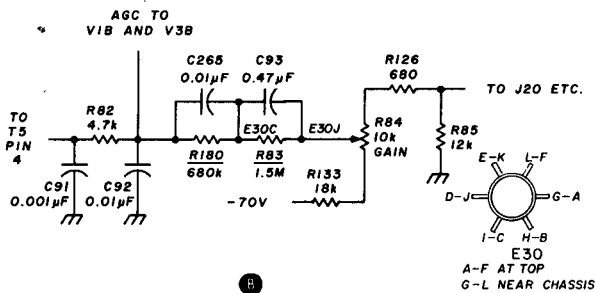 AGC TO
V1B AND V3B
C265
0.01µF
C93
0.47µF
R126
680
TO J20 ETC.
TO
T5
PIN
4
R82
4.7k
E30C
E30J
R84
10k
GAIN
R85
12k
R180
680k
R83
1.5M
R133
18k
-70V
C91
0.001µF
C92
0.01µF
E-K
L-F
D-J
G-A
I-C
H-B
E30
A-F AT TOP
G-L NEAR CHASSIS
B